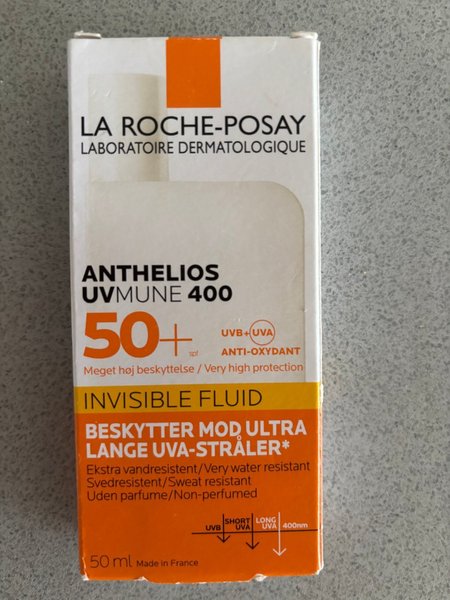 LA ROCHE-POSAY
LABORATOIRE DERMATOLOGIQUE
ANTHELIOS
UVMUNE 400
50+ spf
UVB+UVA
ANTI-OXYDANT
Meget høj beskyttelse / Very high protection
INVISIBLE FLUID
BESKYTTER MOD ULTRA
LANGE UVA-STRÅLER*
Ekstra vandresistent/Very water resistant
Svedresistent/Sweat resistant
Uden parfume/Non-perfumed
UVB SHORT UVA LONG UVA 400nm
50 ml Made in France